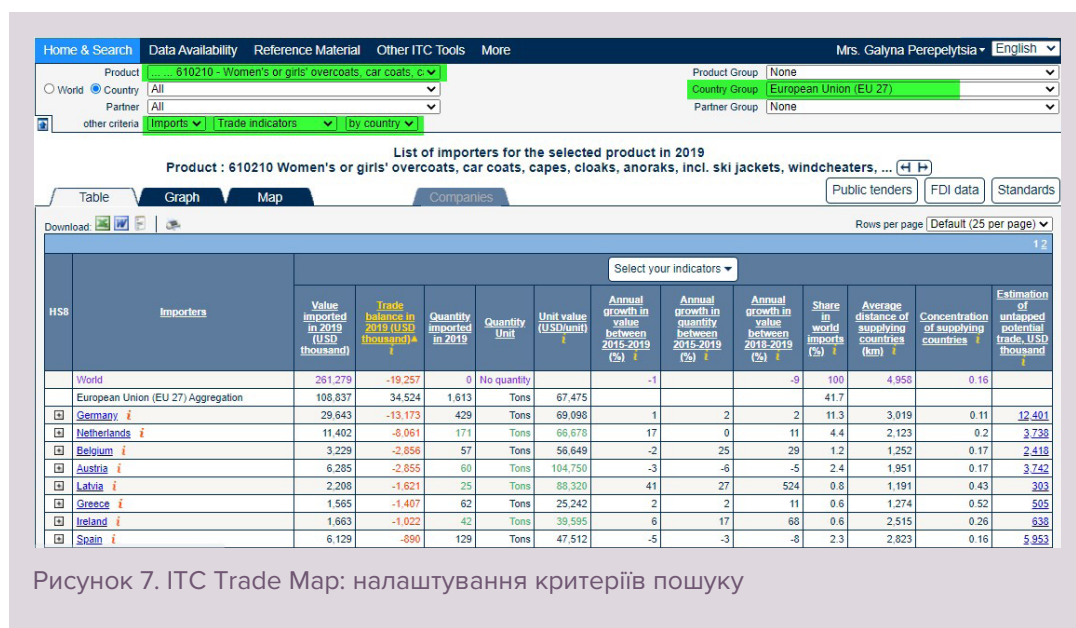 Home & Search Data Availability Reference Material Other ITC Tools More Mrs. Galyna Perepelytsia English
Product ... ... 610210 - Women's or girls' overcoats, car coats, c Product Group None
World Country All Country Group European Union (EU 27)
Partner All Partner Group None
other criteria Imports Trade indicators by country
List of importers for the selected product in 2019
Product : 610210 Women's or girls' overcoats, car coats, capes, cloaks, anoraks, incl. ski jackets, windcheaters, ...
Table Graph Map Companies Public tenders FDI data Standards
Download: Rows per page Default (25 per page)
1 2
Select your indicators
HS8 Importers Value imported in 2019 (USD thousand) Trade balance in 2019 (USD thousand) i Quantity imported in 2019 Quantity Unit Unit value (USD/unit) i Annual growth in value between 2015-2019 (%) i Annual growth in quantity between 2015-2019 (%) i Annual growth in value between 2018-2019 (%) i Share in world imports (%) i Average distance of supplying countries (km) i Concentration of supplying countries i Estimation of untapped potential trade, USD thousand i
World 261,279 -19,257 0 No quantity -1 -9 100 4,958 0.16
European Union (EU 27) Aggregation 108,837 34,524 1,613 Tons 67,475 41.7
Germany i 29,643 -13,173 429 Tons 69,098 1 2 2 11.3 3,019 0.11 12,401
Netherlands i 11,402 -8,061 171 Tons 66,678 17 0 11 4.4 2,123 0.2 3,738
Belgium i 3,229 -2,856 57 Tons 56,649 -2 25 29 1.2 1,252 0.17 2,418
Austria i 6,285 -2,855 60 Tons 104,750 -3 -6 -5 2.4 1,951 0.17 3,742
Latvia i 2,208 -1,621 25 Tons 88,320 41 27 524 0.8 1,191 0.43 303
Greece i 1,565 -1,407 62 Tons 25,242 2 2 11 0.6 1,274 0.52 505
Ireland i 1,663 -1,022 42 Tons 39,595 6 17 68 0.6 2,515 0.26 638
Spain i 6,129 -890 129 Tons 47,512 -5 -3 -8 2.3 2,823 0.16 5,953
Рисунок 7. ITC Trade Map: налаштування критеріїв пошуку